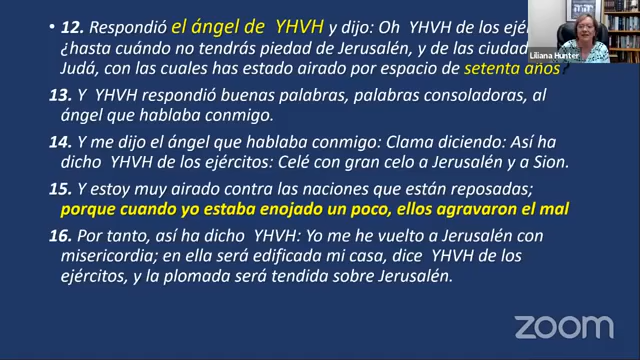 • 12. Respondió el ángel de YHVH y dijo: Oh YHVH de los
¿hasta cuándo no tendrás piedad de Jerusalén, y de las
Judá, con las cuales has estado airado por espacio de setenta años?
13. Y YHVH respondió buenas palabras, palabras consoladoras, al
ángel que hablaba conmigo.
14. Y me dijo el ángel que hablaba conmigo: Clama diciendo: Así ha
dicho YHVH de los ejércitos: Celé con gran celo a Jerusalén y a Sion.
15. Y estoy muy airado contra las naciones que están reposadas;
porque cuando yo estaba enojado un poco, ellos agravaron el mal
16. Por tanto, así ha dicho YHVH: Yo me he vuelto a Jerusalén con
misericordia; en ella será edificada mi casa, dice YHVH de los
ejércitos, y la plomada será tendida sobre Jerusalén.
Liliana Hunter
zoom